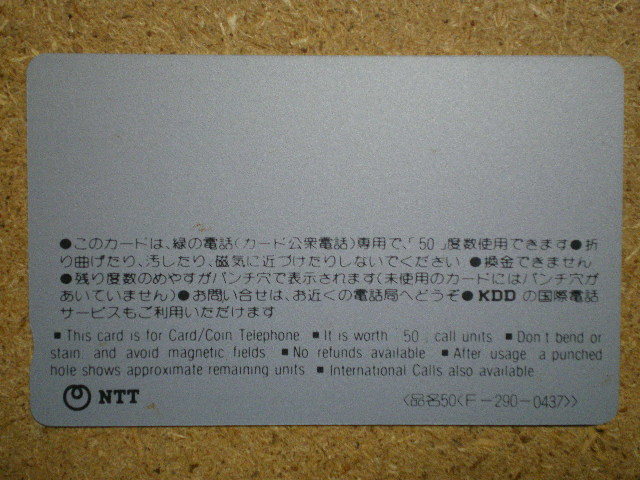 ●このカードは、緑の電話(カード公衆電話)専用で、「50」度数使用できます●折
り曲げたり、汚したり、磁気に近づけたりしないでください ●換金できません
●残り度数のめやすがパンチ穴で表示されます(未使用のカードにはパンチ穴が
あいていません)●お問い合せは、お近くの電話局へどうぞ●KDDの国際電話
サービスもご利用いただけます
■ This card is for Card/Coin Telephone ■ It is worth "50" call units ■ Don't bend or
stain, and avoid magnetic fields ■ No refunds available ■ After usage, a punched
hole shows approximate remaining units ■ International Calls also available
NTT
〈品名50〈F-290-0437〉〉